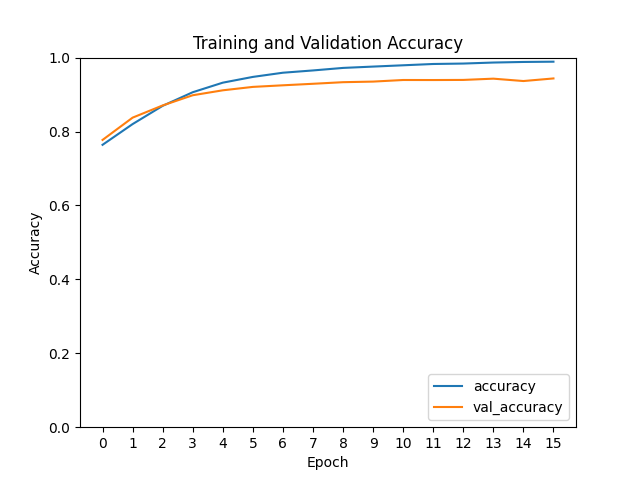 Training and Validation Accuracy
1.0
0.8
0.6
0.4
0.2
0.0
Accuracy
accuracy
val_accuracy
0 1 2 3 4 5 6 7 8 9 10 11 12 13 14 15
Epoch